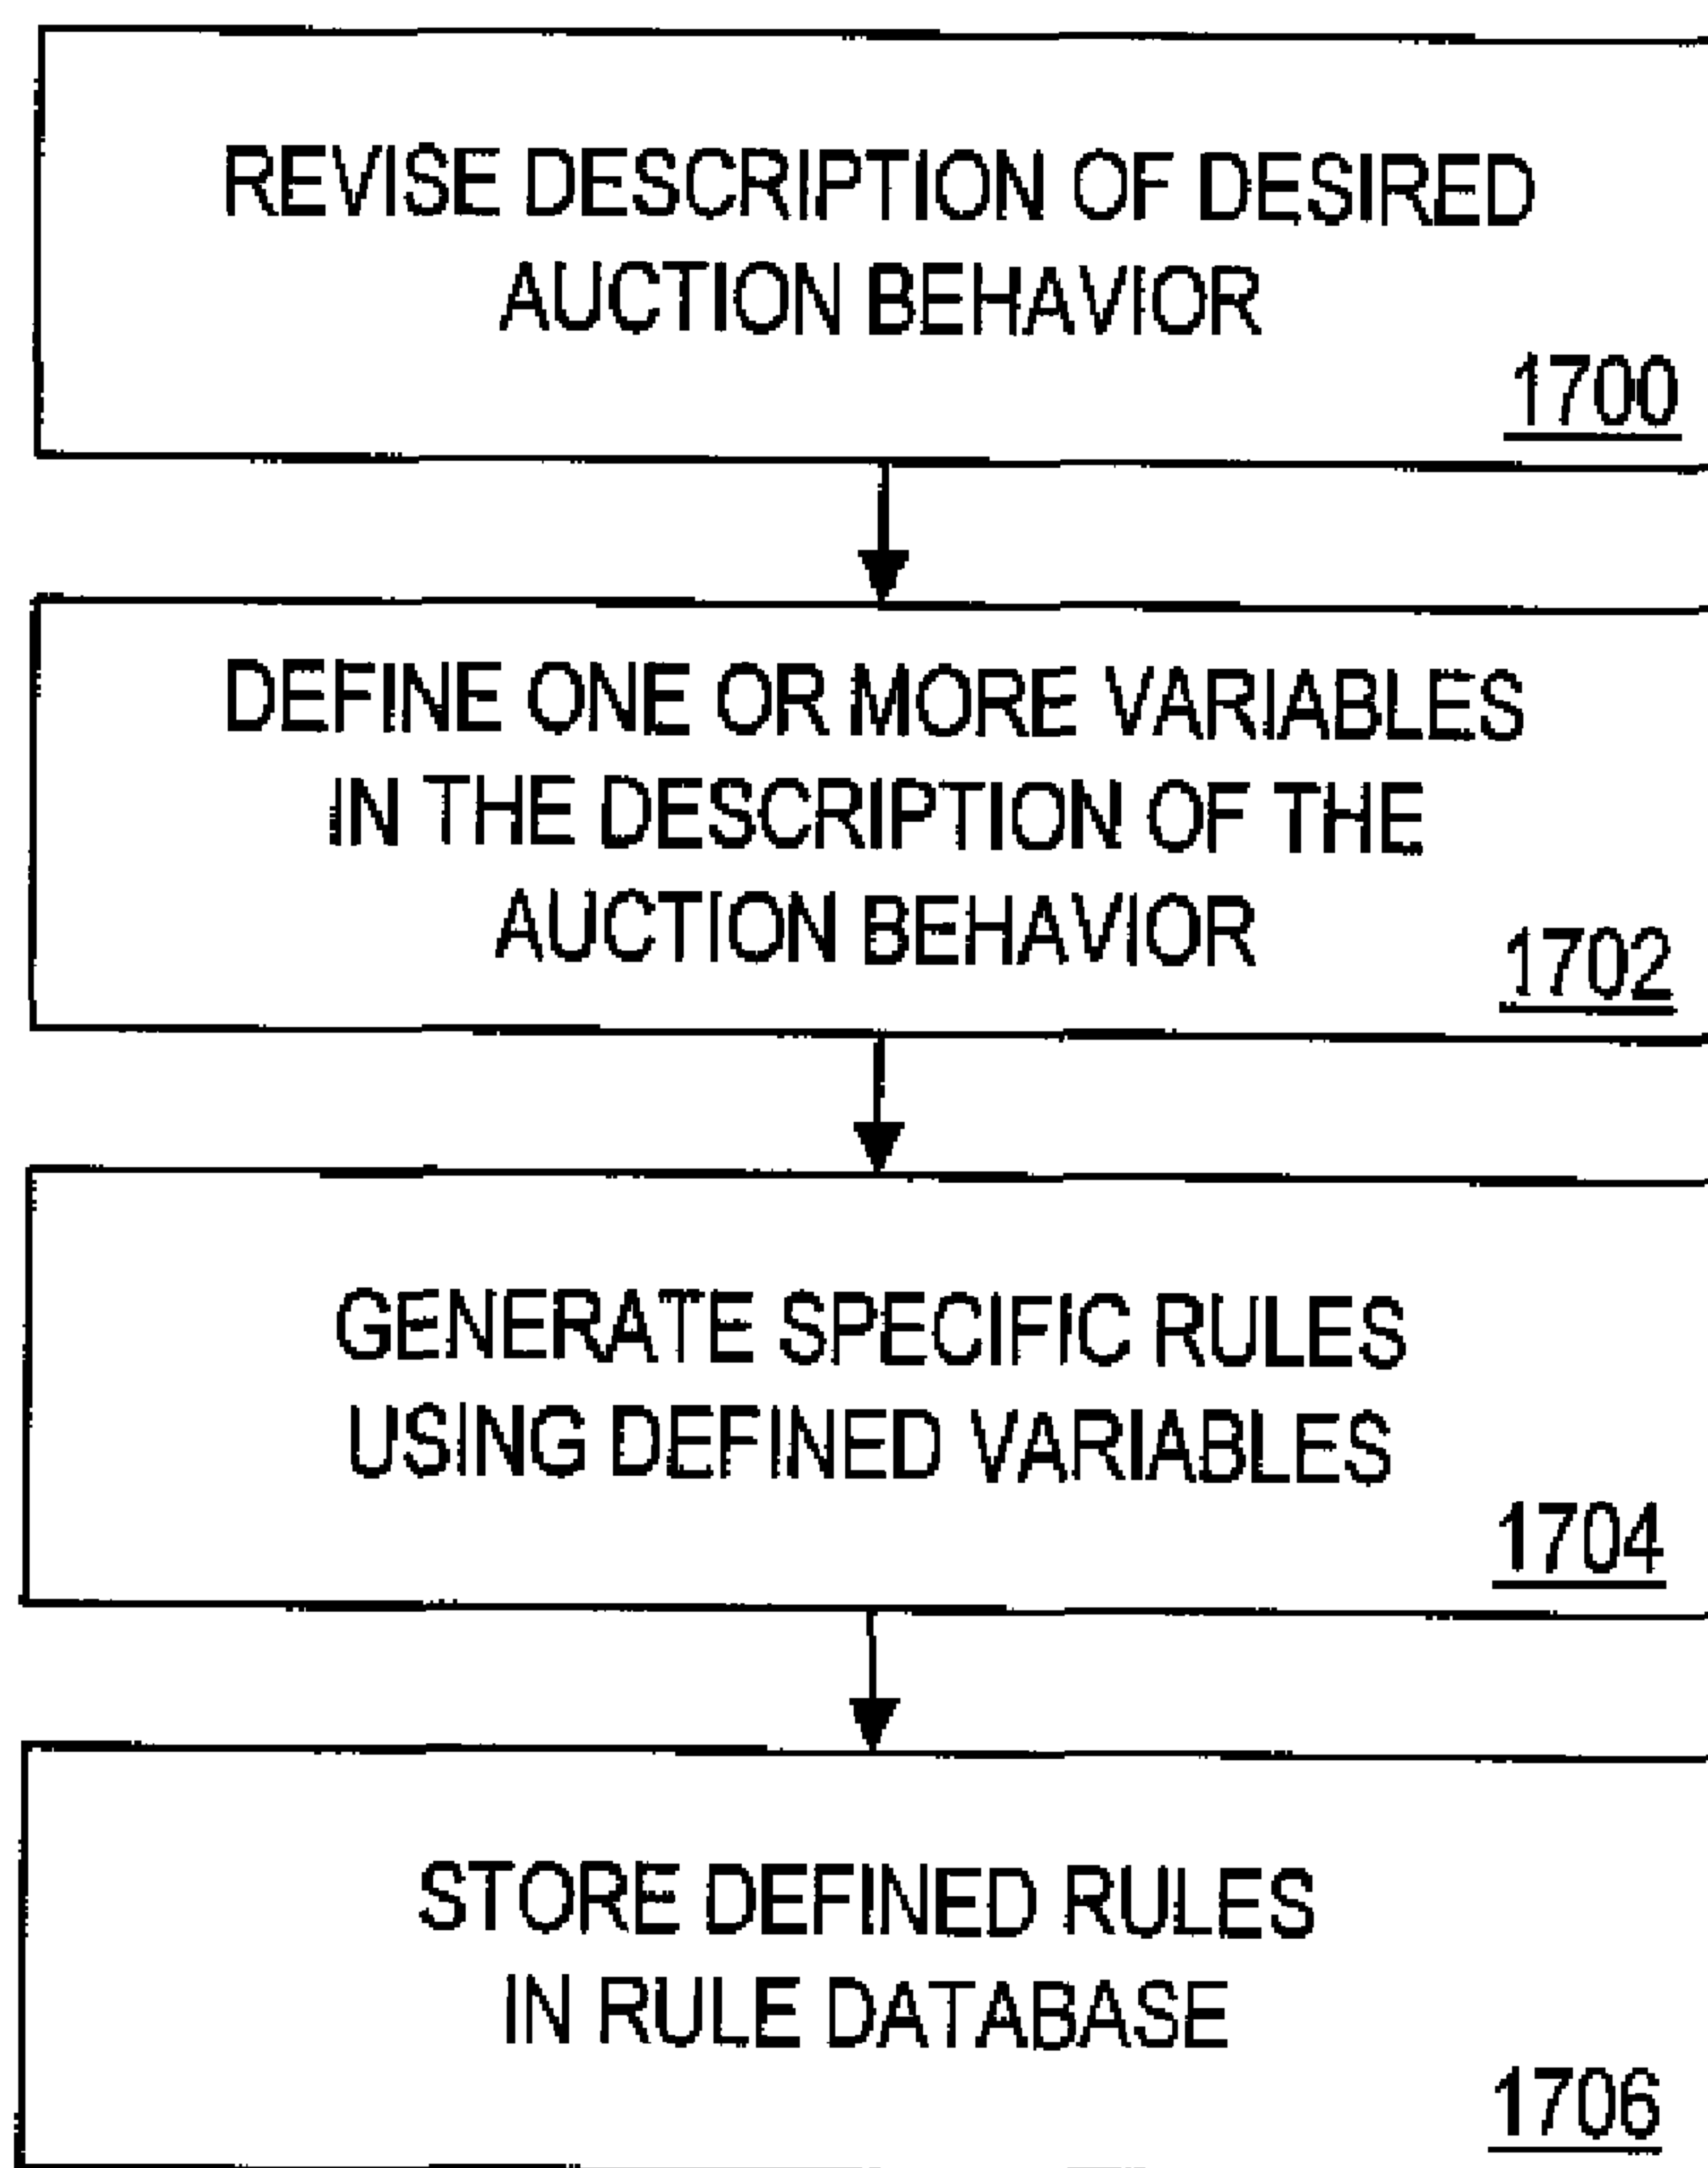 REVISE DESCRIPTION OF DESIRED
AUCTION BEHAVIOR
1700
DEFINE ONE OR MORE VARIABLES
IN THE DESCRIPTION OF THE
AUCTION BEHAVIOR
1702
GENERATE SPECIFIC RULES
USING DEFINED VARIABLES
1704
STORE DEFINED RULES
IN RULE DATABASE
1706